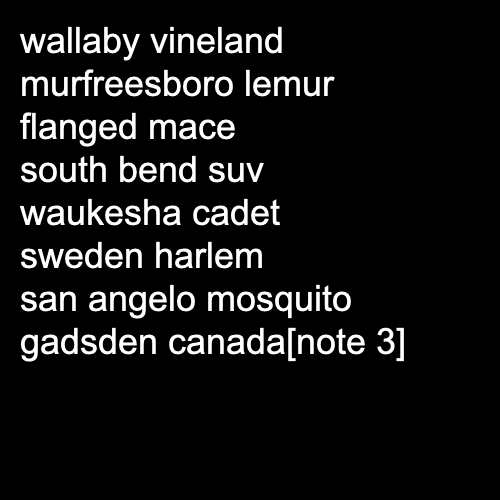 wallaby vineland
murfreesboro lemur
flanged mace
south bend suv
waukesha cadet
sweden harlem
san angelo mosquito
gadsden canada[note 3]